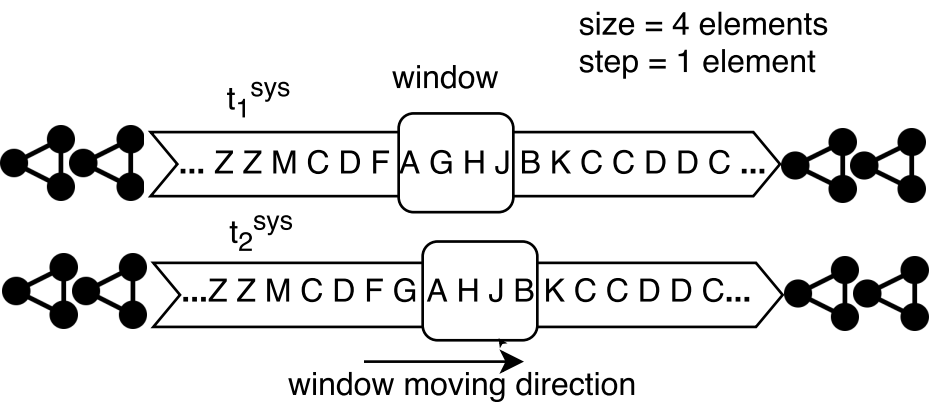 size = 4 elements
step = 1 element
window
t₁ˢʸˢ
... Z Z M C D F A G H J B K C C D D C ...
t₂ˢʸˢ
...Z Z M C D F G A H J B K C C D D C...
window moving direction